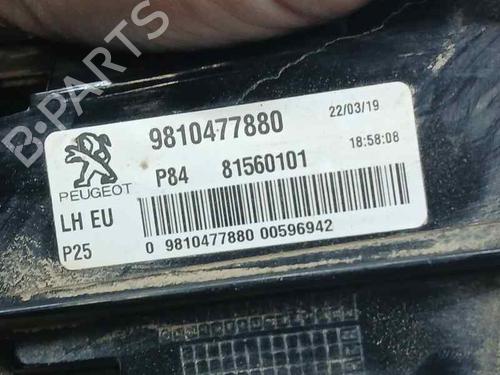 9810477880
22/03/19
PEUGEOT
P84 81560101
18:58:08
LH EU
P25
0 9810477880 00596942
B-PARTS